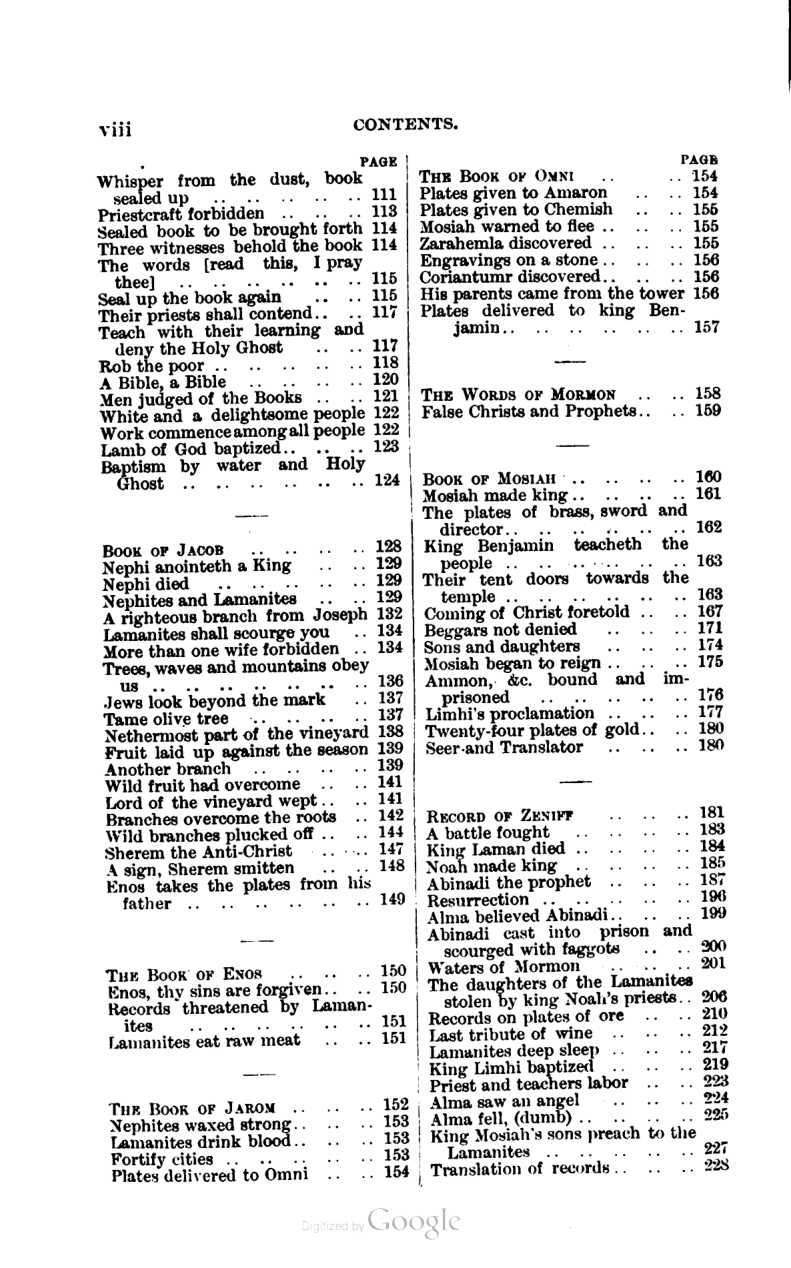 viii
CONTENTS.
PAGE
Whisper from the dust, book
sealed up .. .. .. .. .. .. 111
Priestcraft forbidden .. .. .. 113
Sealed book to be brought forth 114
Three witnesses behold the book 114
The words [read this, I pray
thee] .. .. .. .. .. .. .. 115
Seal up the book again .. .. 115
Their priests shall contend.. .. 117
Teach with their learning and
deny the Holy Ghost .. .. 117
Rob the poor .. .. .. .. .. 118
A Bible, a Bible .. .. .. .. 120
Men judged of the Books .. .. 121
White and a delightsome people 122
Work commence among all people 122
Lamb of God baptized.. .. .. 123
Baptism by water and Holy
Ghost .. .. .. .. .. .. .. 124
BOOK OF JACOB .. .. .. .. 128
Nephi anointeth a King .. .. 129
Nephi died .. .. .. .. .. 129
Nephites and Lamanites .. .. 129
A righteous branch from Joseph 132
Lamanites shall scourge you .. 134
More than one wife forbidden .. 134
Trees, waves and mountains obey
us .. .. .. .. .. .. .. .. 136
Jews look beyond the mark .. 137
Tame olive tree .. .. .. .. 137
Nethermost part of the vineyard 138
Fruit laid up against the season 139
Another branch .. .. .. .. 139
Wild fruit had overcome .. .. 141
Lord of the vineyard wept.. .. 141
Branches overcome the roots .. 142
Wild branches plucked off .. .. 144
Sherem the Anti-Christ .. .. 147
A sign, Sherem smitten .. .. 148
Enos takes the plates from his
father .. .. .. .. .. .. .. 149
THE BOOK OF ENOS .. .. .. 150
Enos, thy sins are forgiven.. .. 150
Records threatened by Laman-
ites .. .. .. .. .. .. .. 151
Lamanites eat raw meat .. .. 151
THE BOOK OF JAROM .. .. .. 152
Nephites waxed strong.. .. .. 153
Lamanites drink blood.. .. .. 153
Fortify cities .. .. .. .. .. 153
Plates delivered to Omni .. .. 154
PAGE
THE BOOK OF OMNI .. .. 154
Plates given to Amaron .. .. 154
Plates given to Chemish .. .. 155
Mosiah warned to flee .. .. .. 155
Zarahemla discovered .. .. .. 155
Engravings on a stone .. .. .. 156
Coriantumr discovered.. .. .. 156
His parents came from the tower 156
Plates delivered to king Ben-
jamin.. .. .. .. .. .. .. 157
THE WORDS OF MORMON .. .. 158
False Christs and Prophets.. .. 159
BOOK OF MOSIAH .. .. .. .. 160
Mosiah made king .. .. .. .. 161
The plates of brass, sword and
director.. .. .. .. .. .. .. 162
King Benjamin teacheth the
people .. .. .. .. .. .. .. 163
Their tent doors towards the
temple .. .. .. .. .. .. .. 163
Coming of Christ foretold .. .. 167
Beggars not denied .. .. .. 171
Sons and daughters .. .. .. 174
Mosiah began to reign .. .. .. 175
Ammon, &c. bound and im-
prisoned .. .. .. .. .. .. 176
Limhi's proclamation .. .. .. 177
Twenty-four plates of gold.. .. 180
Seer and Translator .. .. .. 180
RECORD OF ZENIFF .. .. .. 181
A battle fought .. .. .. .. 183
King Laman died .. .. .. .. 184
Noah made king .. .. .. .. 185
Abinadi the prophet .. .. .. 187
Resurrection .. .. .. .. .. 196
Alma believed Abinadi.. .. .. 199
Abinadi cast into prison and
scourged with faggots .. .. 200
Waters of Mormon .. .. .. 201
The daughters of the Lamanites
stolen by king Noah's priests.. 206
Records on plates of ore .. .. 210
Last tribute of wine .. .. .. 212
Lamanites deep sleep .. .. .. 217
King Limhi baptized .. .. .. 219
Priest and teachers labor .. .. 223
Alma saw an angel .. .. .. 224
Alma fell, (dumb) .. .. .. .. 225
King Mosiah's sons preach to the
Lamanites .. .. .. .. .. 227
Translation of records .. .. .. 228
Digitized by Google